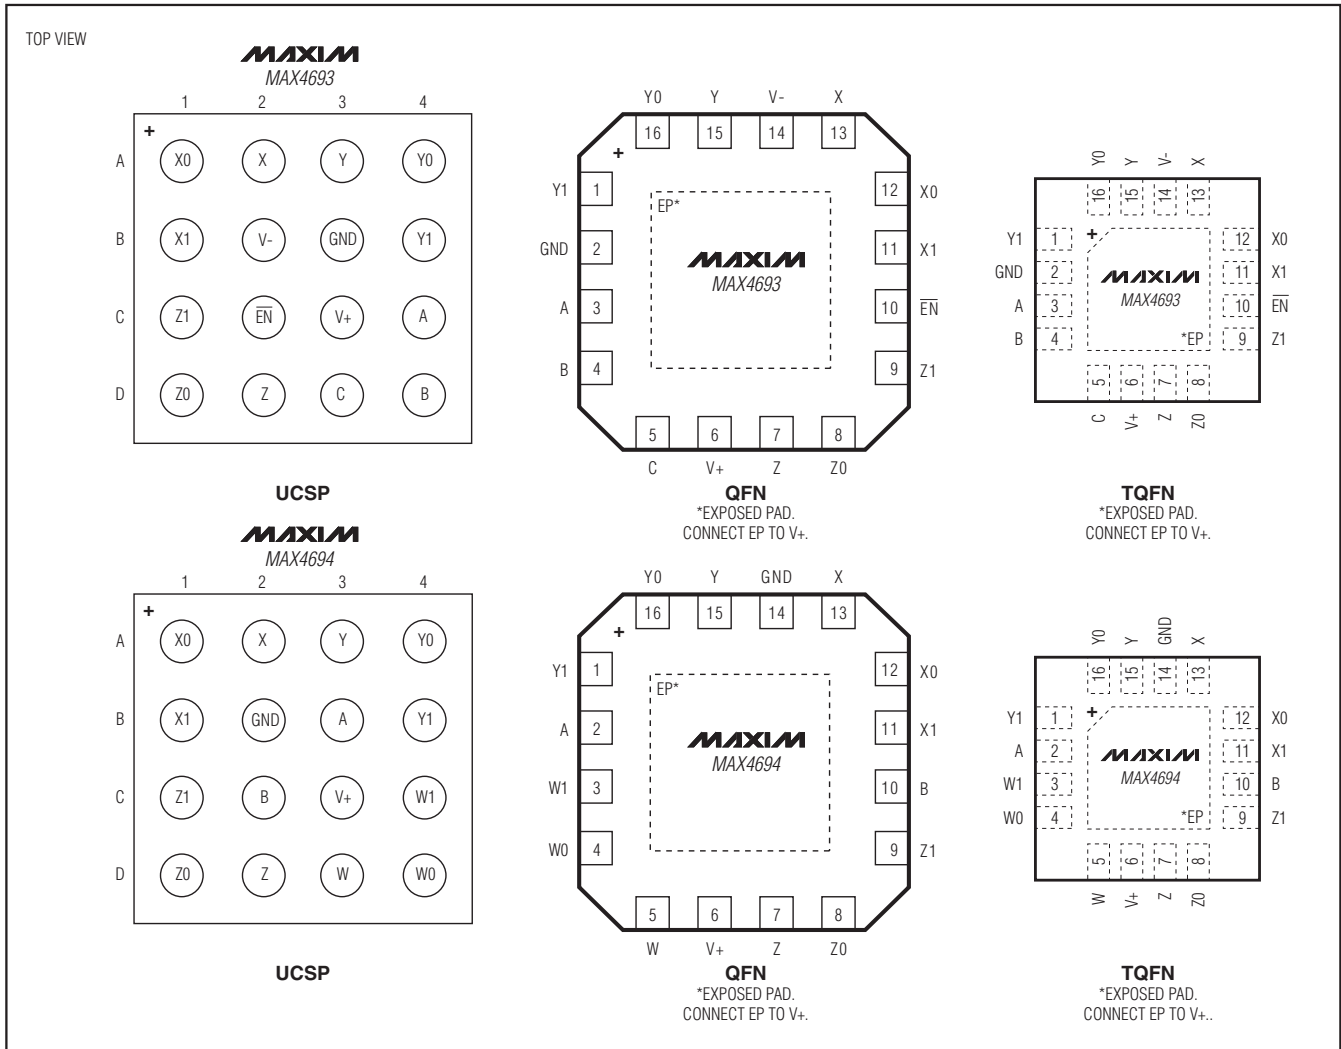 TOP VIEW
MAXIM
MAX4693
1 2 3 4
+
A X0 X Y Y0
B X1 V- GND Y1
C Z1 E̅N̅ V+ A
D Z0 Z C B
UCSP
Y0 Y V- X
16 15 14 13
+
Y1 1 12 X0
EP*
GND 2 11 X1
MAXIM
MAX4693
A 3 10 E̅N̅
B 4 9 Z1
5 6 7 8
C V+ Z Z0
QFN
*EXPOSED PAD.
CONNECT EP TO V+.
Y0 Y V- X
16 15 14 13
+
Y1 1 12 X0
GND 2 11 X1
MAXIM
MAX4693
A 3 10 E̅N̅
B 4 *EP 9 Z1
5 6 7 8
C V+ Z Z0
TQFN
*EXPOSED PAD.
CONNECT EP TO V+.
MAXIM
MAX4694
1 2 3 4
+
A X0 X Y Y0
B X1 GND A Y1
C Z1 B V+ W1
D Z0 Z W W0
UCSP
Y0 Y GND X
16 15 14 13
+
Y1 1 12 X0
EP*
A 2 11 X1
MAXIM
MAX4694
W1 3 10 B
W0 4 9 Z1
5 6 7 8
W V+ Z Z0
QFN
*EXPOSED PAD.
CONNECT EP TO V+.
Y0 Y GND X
16 15 14 13
+
Y1 1 12 X0
A 2 11 X1
MAXIM
MAX4694
W1 3 10 B
W0 4 *EP 9 Z1
5 6 7 8
W V+ Z Z0
TQFN
*EXPOSED PAD.
CONNECT EP TO V+..